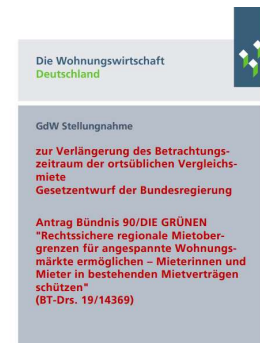 Die Wohnungswirtschaft
Deutschland
GdW Stellungnahme
zur Verlängerung des Betrachtungs-
zeitraum der ortsüblichen Vergleichs-
miete
Gesetzentwurf der Bundesregierung
Antrag Bündnis 90/DIE GRÜNEN
"Rechtssichere regionale Mietober-
grenzen für angespannte Wohnungs-
märkte ermöglichen – Mieterinnen und
Mieter in bestehenden Mietverträgen
schützen"
(BT-Drs. 19/14369)